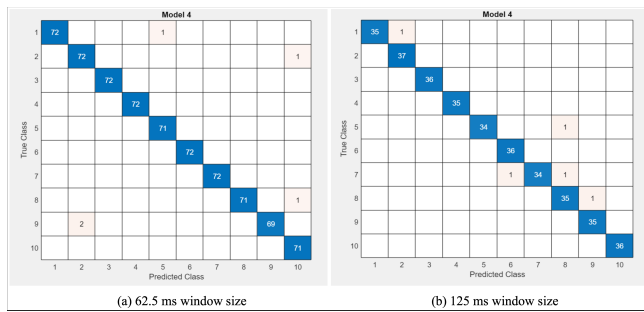 Model 4
1 72 1
2 72 1
3 72
4 72
5 71
6 72
7 72
8 71 1
9 2 69
10 71
1 2 3 4 5 6 7 8 9 10
True Class
Predicted Class
(a) 62.5 ms window size
Model 4
1 35 1
2 37
3 36
4 35
5 34 1
6 36
7 1 34 1
8 35 1
9 35
10 36
1 2 3 4 5 6 7 8 9 10
True Class
Predicted Class
(b) 125 ms window size